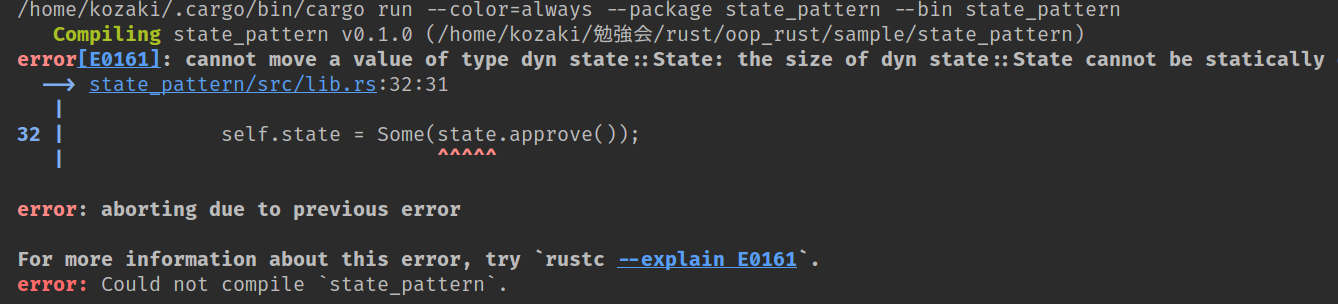 /home/kozaki/.cargo/bin/cargo run --color=always --package state_pattern --bin state_pattern
Compiling state_pattern v0.1.0 (/home/kozaki/勉強会/rust/oop_rust/sample/state_pattern)
error[E0161]: cannot move a value of type dyn state::State: the size of dyn state::State cannot be statically
--> state_pattern/src/lib.rs:32:31
|
32 | self.state = Some(state.approve());
| ^^^^^
error: aborting due to previous error
For more information about this error, try `rustc --explain E0161`.
error: Could not compile `state_pattern`.